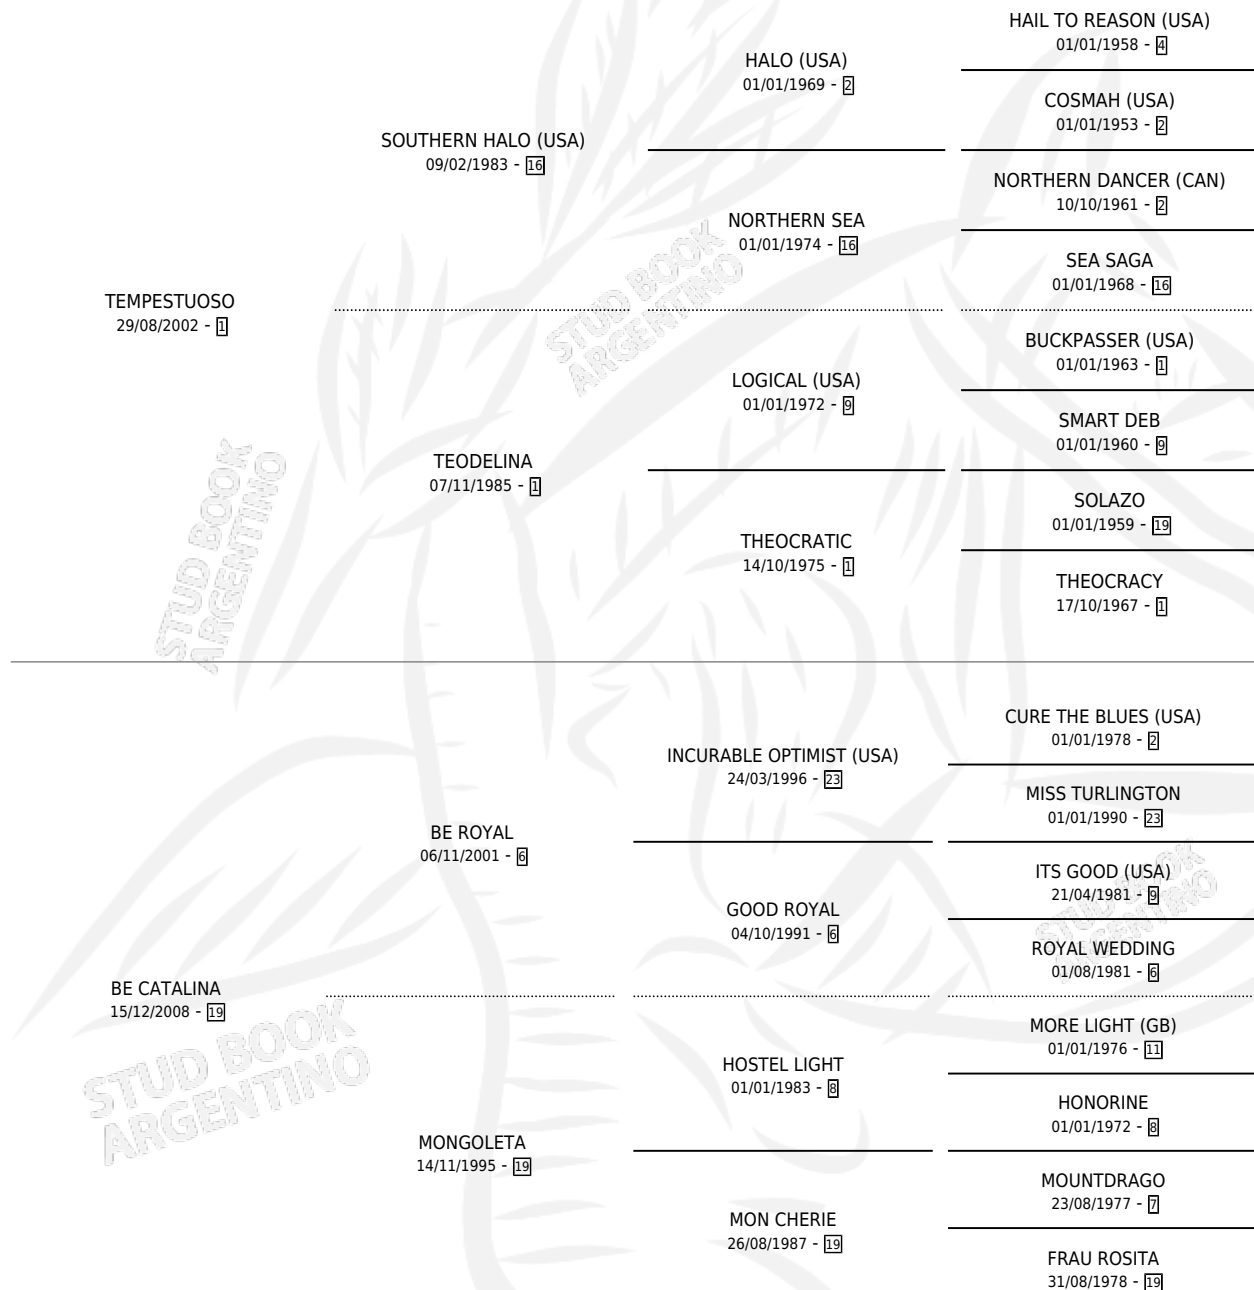 HAIL TO REASON (USA)
01/01/1958 - 4
HALO (USA)
01/01/1969 - 2
COSMAH (USA)
01/01/1953 - 2
SOUTHERN HALO (USA)
09/02/1983 - 16
NORTHERN DANCER (CAN)
10/10/1961 - 2
NORTHERN SEA
01/01/1974 - 16
SEA SAGA
01/01/1968 - 16
TEMPESTUOSO
29/08/2002 - 1
STUD BOOK
ARGENTINO
BUCKPASSER (USA)
01/01/1963 - 1
LOGICAL (USA)
01/01/1972 - 9
SMART DEB
01/01/1960 - 9
TEODELINA
07/11/1985 - 1
SOLAZO
01/01/1959 - 19
THEOCRATIC
14/10/1975 - 1
THEOCRACY
17/10/1967 - 1
STUD BOOK
ARGENTINO
CURE THE BLUES (USA)
01/01/1978 - 2
INCURABLE OPTIMIST (USA)
24/03/1996 - 23
MISS TURLINGTON
01/01/1990 - 23
BE ROYAL
06/11/2001 - 6
ITS GOOD (USA)
21/04/1981 - 9
GOOD ROYAL
04/10/1991 - 6
ROYAL WEDDING
01/08/1981 - 6
STUD BOOK
ARGENTINO
BE CATALINA
15/12/2008 - 19
MORE LIGHT (GB)
01/01/1976 - 11
HOSTEL LIGHT
01/01/1983 - 8
HONORINE
01/01/1972 - 8
STUD BOOK
ARGENTINO
MONGOLETA
14/11/1995 - 19
MOUNTDRAGO
23/08/1977 - 7
MON CHERIE
26/08/1987 - 19
FRAU ROSITA
31/08/1978 - 19